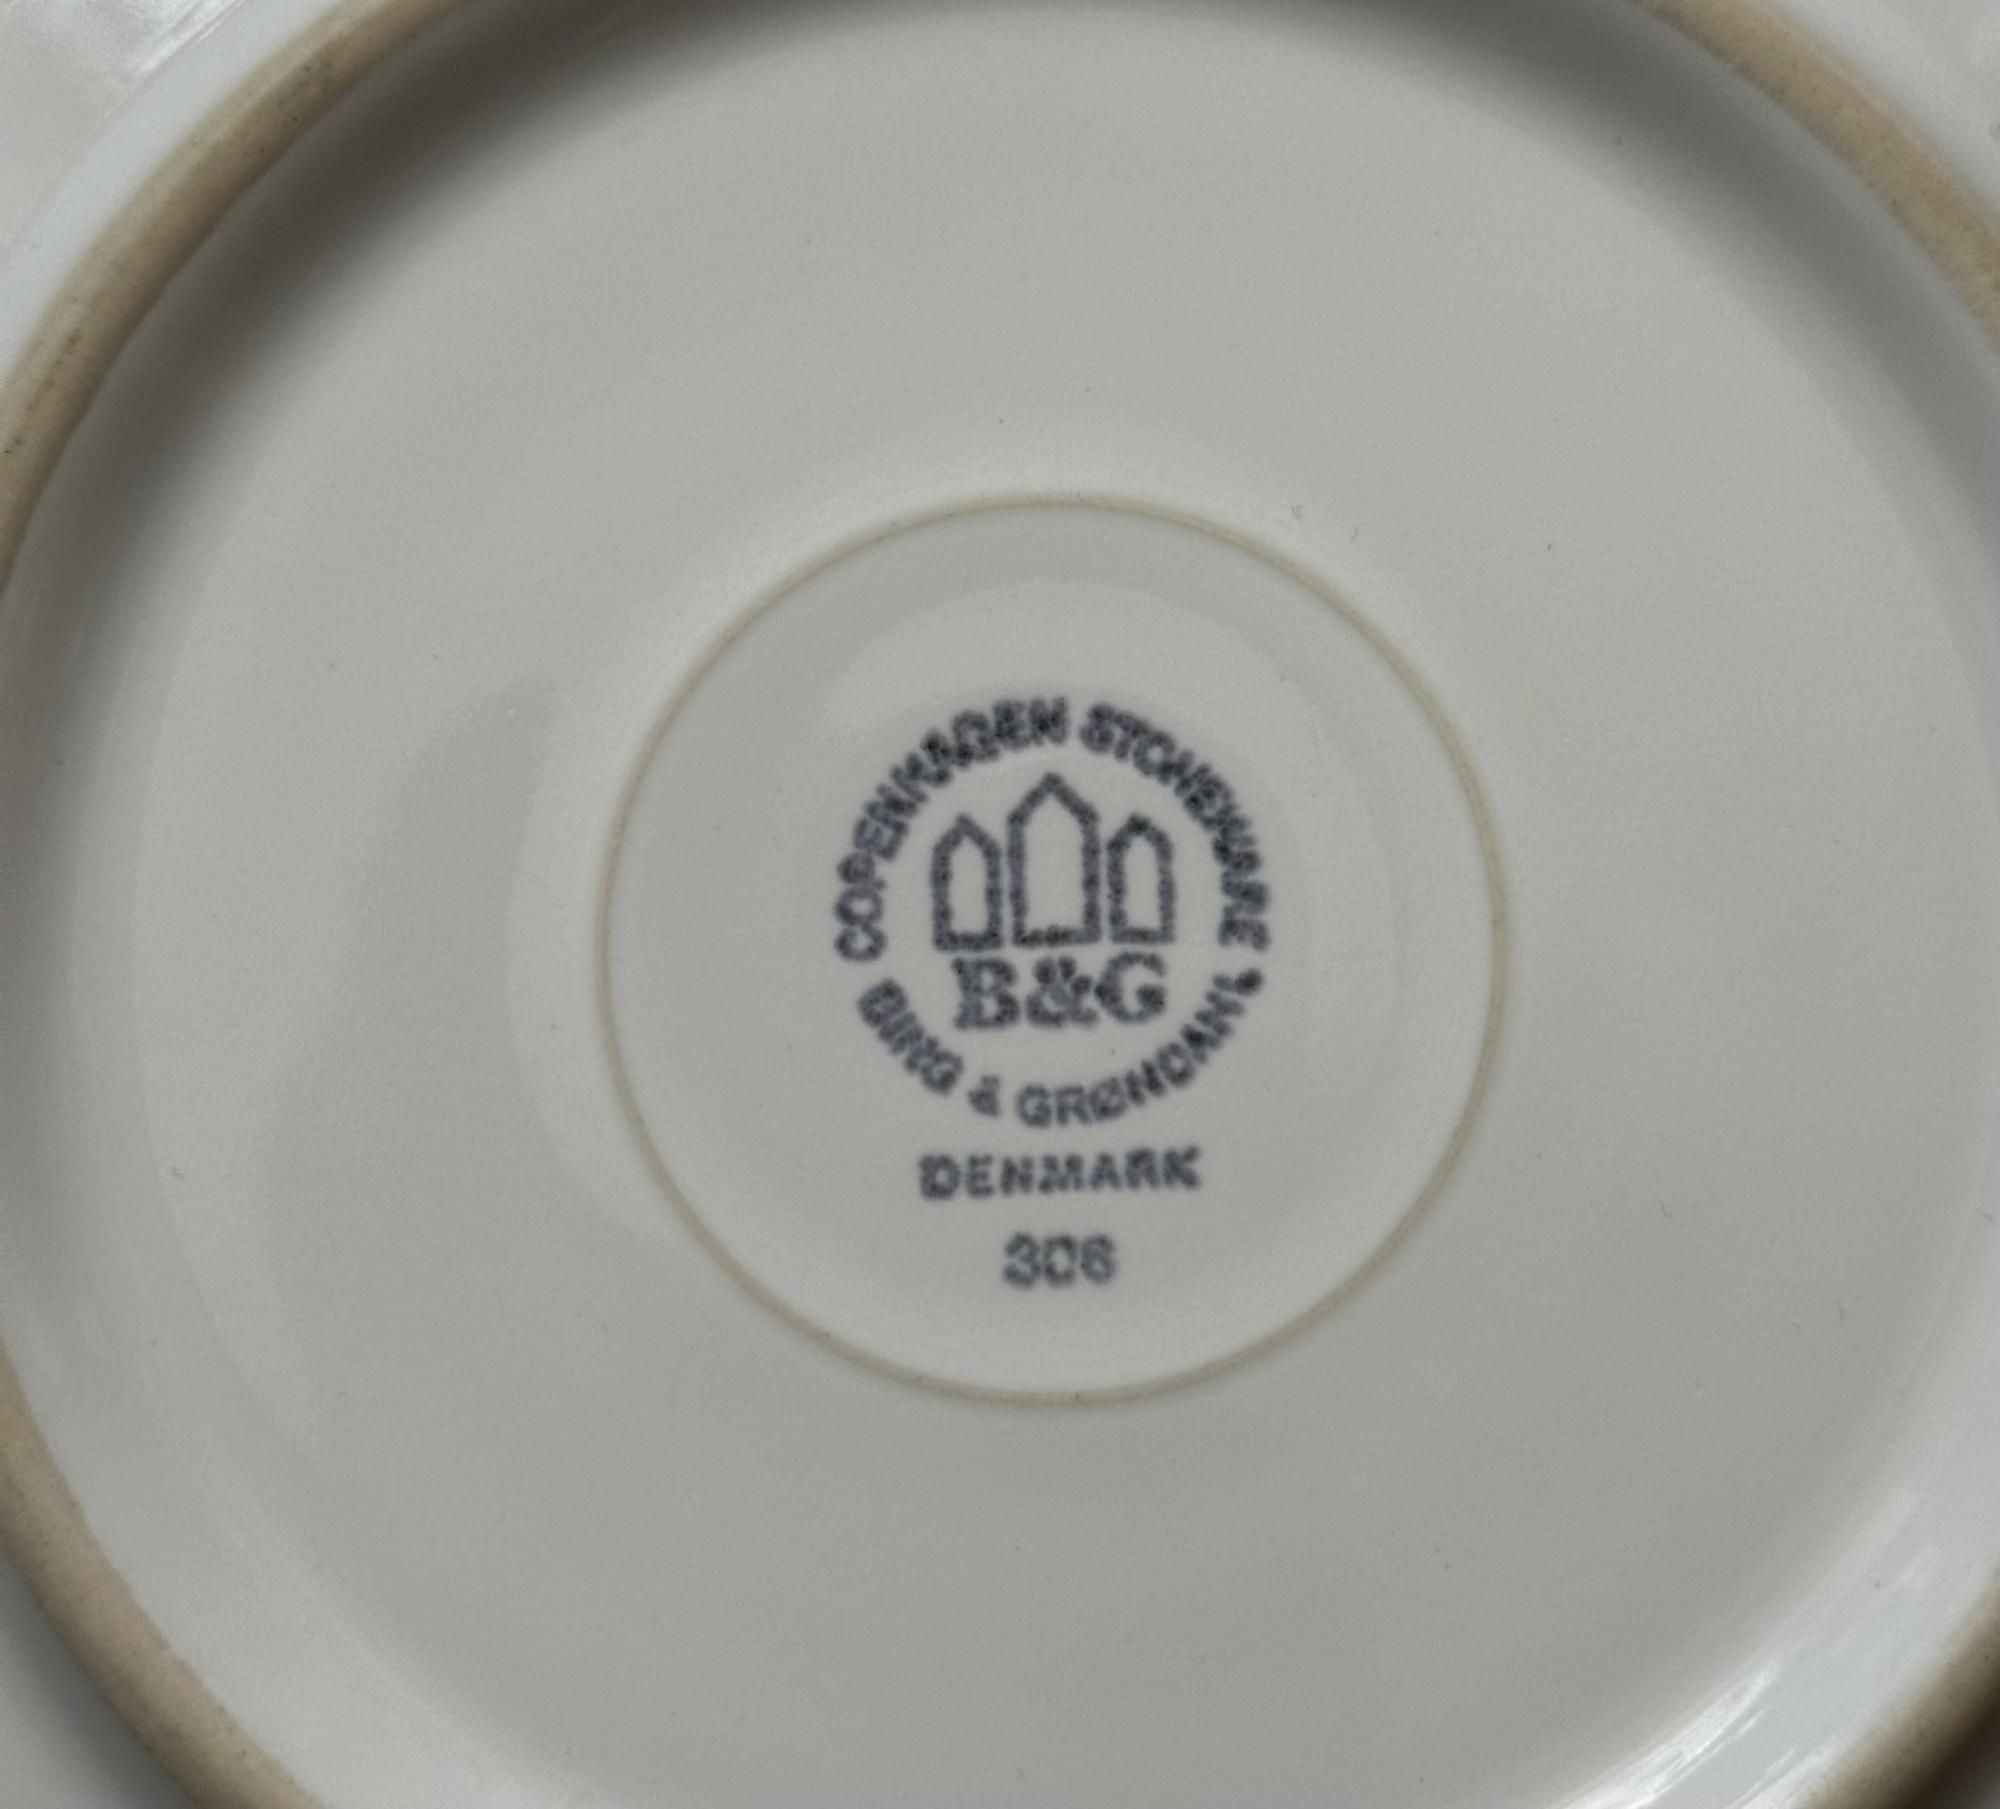 COPENHAGEN STONEWARE
B&G
BING & GRØNDAHL
DENMARK
306